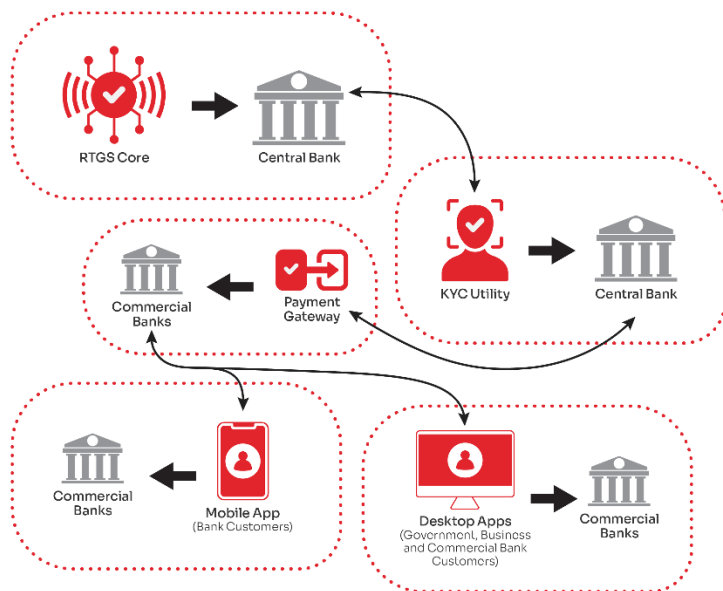 RTGS Core
Central Bank
KYC Utility
Central Bank
Commercial
Banks
Payment
Gateway
Commercial
Banks
Mobile App
(Bank Customers)
Desktop Apps
(Government, Business
and Commercial Bank
Customers)
Commercial
Banks